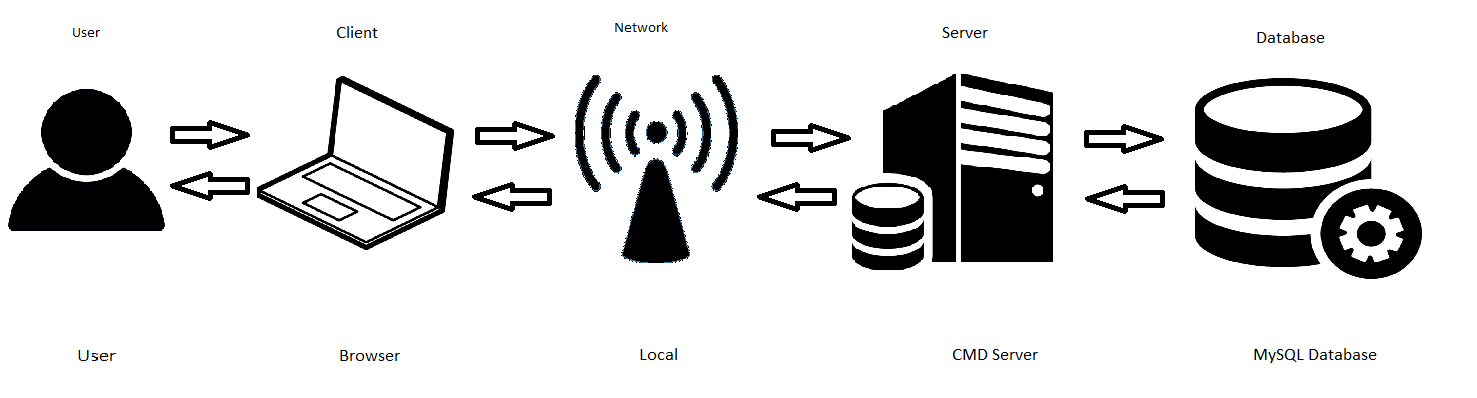 User
Client
Network
Server
Database
User
Browser
Local
CMD Server
MySQL Database